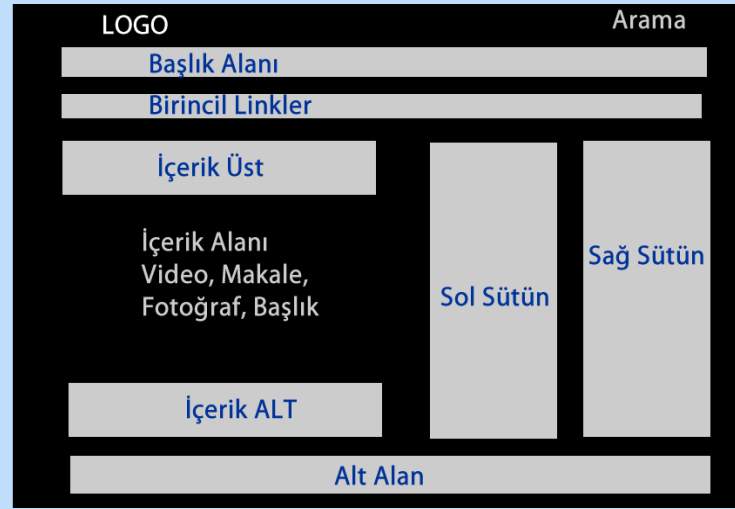 LOGO
Arama
Başlık Alanı
Birincil Linkler
İçerik Üst
İçerik Alanı
Video, Makale,
Fotoğraf, Başlık
İçerik ALT
Sol Sütün
Sağ Sütün
Alt Alan